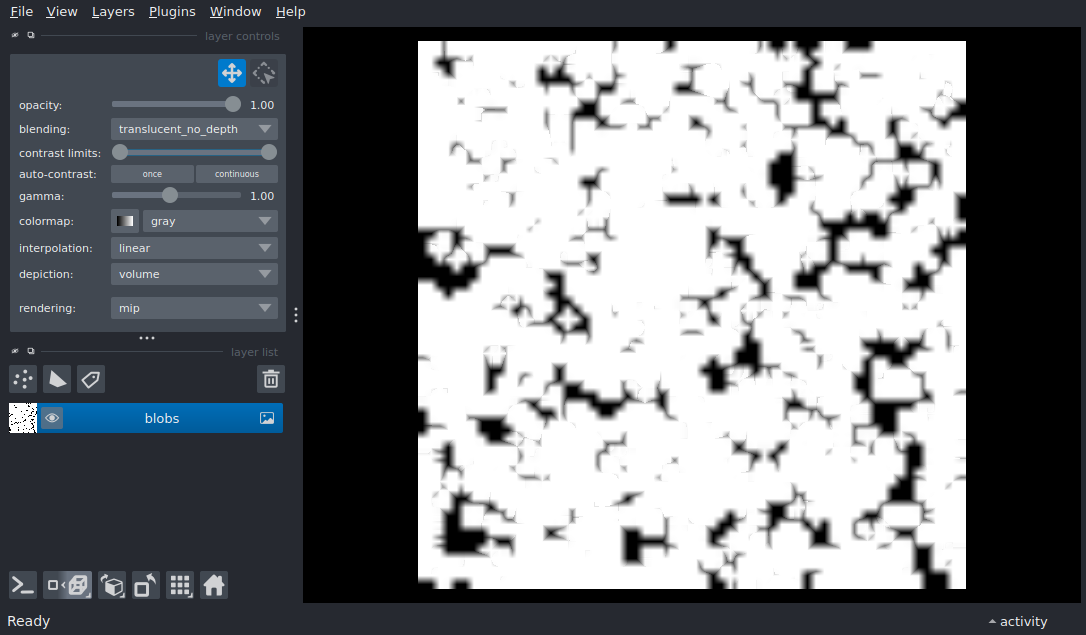 File View Layers Plugins Window Help
layer controls
opacity: 1.00
blending: translucent_no_depth
contrast limits:
auto-contrast: once continuous
gamma: 1.00
colormap: gray
interpolation: linear
depiction: volume
rendering: mip
layer list
blobs
Ready
activity